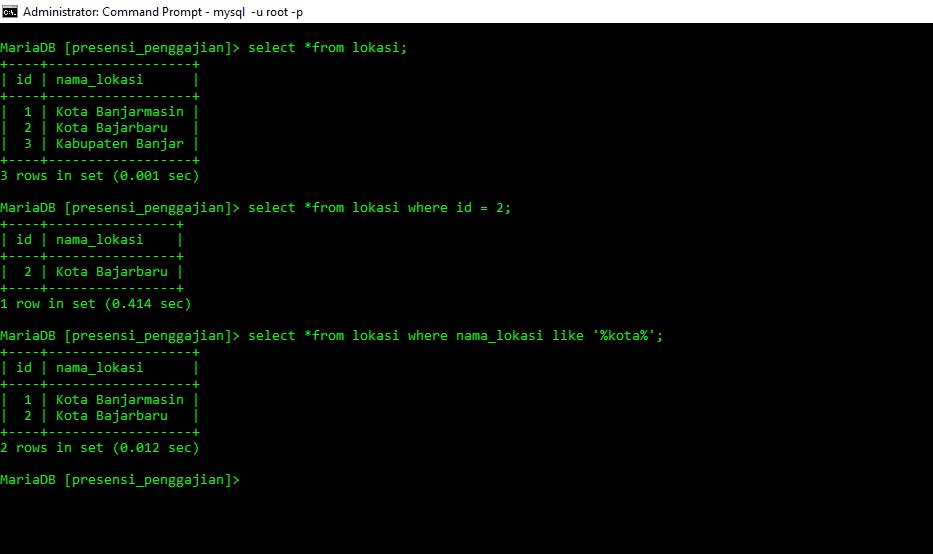 Administrator: Command Prompt - mysql  -u root -p
MariaDB [presensi_penggajian]> select *from lokasi;
+----+------------------+
| id | nama_lokasi      |
+----+------------------+
|  1 | Kota Banjarmasin |
|  2 | Kota Bajarbaru   |
|  3 | Kabupaten Banjar |
+----+------------------+
3 rows in set (0.001 sec)
MariaDB [presensi_penggajian]> select *from lokasi where id = 2;
+----+----------------+
| id | nama_lokasi    |
+----+----------------+
|  2 | Kota Bajarbaru |
+----+----------------+
1 row in set (0.414 sec)
MariaDB [presensi_penggajian]> select *from lokasi where nama_lokasi like '%kota%';
+----+------------------+
| id | nama_lokasi      |
+----+------------------+
|  1 | Kota Banjarmasin |
|  2 | Kota Bajarbaru   |
+----+------------------+
2 rows in set (0.012 sec)
MariaDB [presensi_penggajian]>